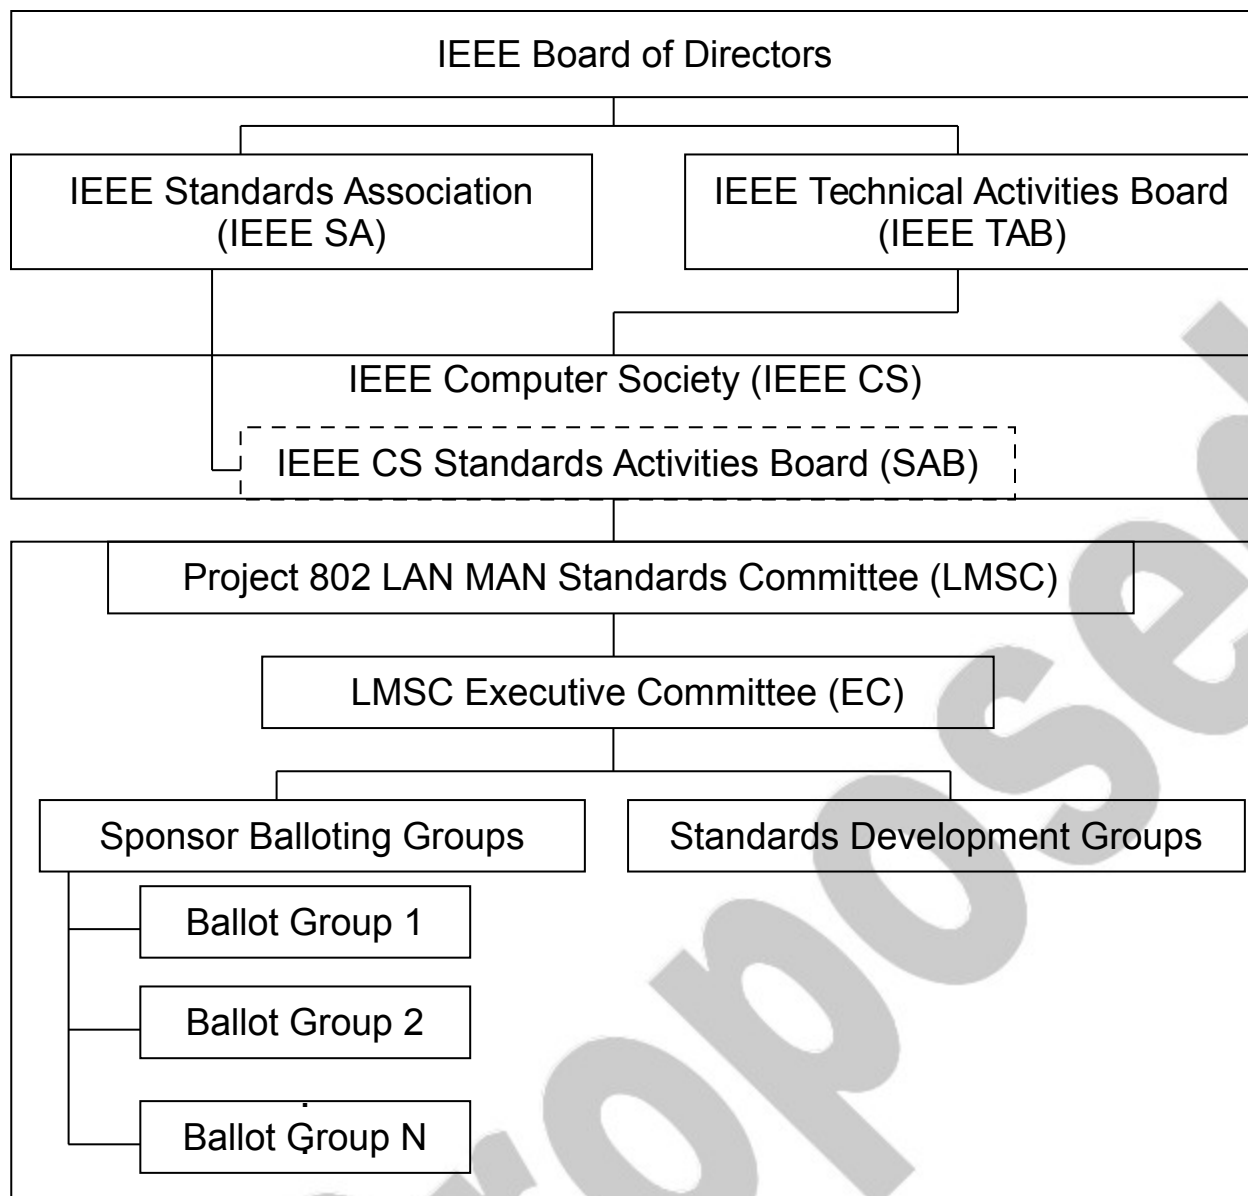 IEEE Board of Directors
IEEE Standards Association
(IEEE SA)
IEEE Technical Activities Board
(IEEE TAB)
IEEE Computer Society (IEEE CS)
IEEE CS Standards Activities Board (SAB)
Project 802 LAN MAN Standards Committee (LMSC)
LMSC Executive Committee (EC)
Sponsor Balloting Groups
Standards Development Groups
Ballot Group 1
Ballot Group 2
Ballot Group N